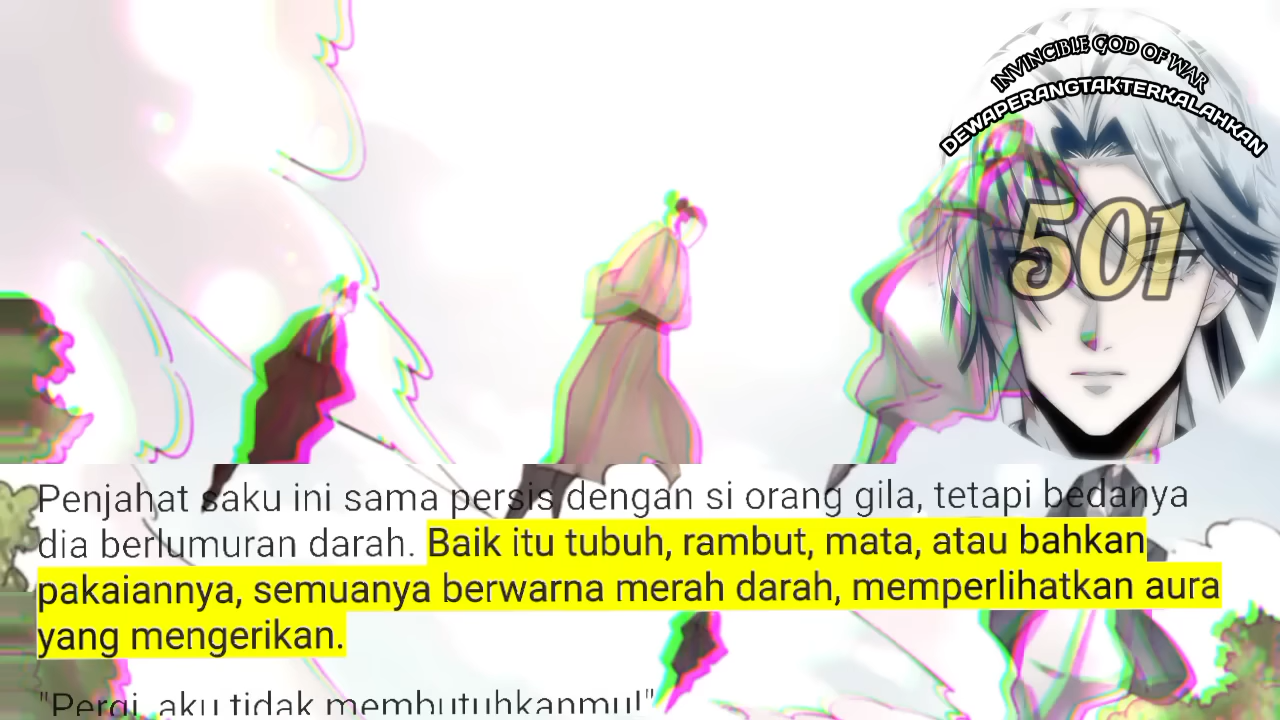 INVINCIBLE GOD OF WAR
DEWAPERANGTAKTERKALAHKAN
501
Penjahat saku ini sama persis dengan si orang gila, tetapi bedanya
dia berlumuran darah. Baik itu tubuh, rambut, mata, atau bahkan
pakaiannya, semuanya berwarna merah darah, memperlihatkan aura
yang mengerikan.
"Pergi, aku tidak membutuhkanmu!"